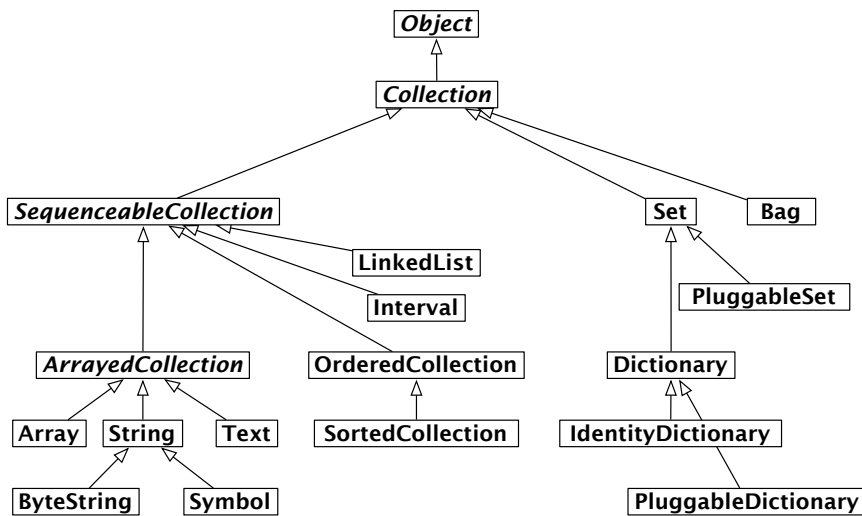 Object
Collection
SequenceableCollection
Set
Bag
LinkedList
PluggableSet
Interval
ArrayedCollection
OrderedCollection
Dictionary
Array
String
Text
SortedCollection
IdentityDictionary
ByteString
Symbol
PluggableDictionary